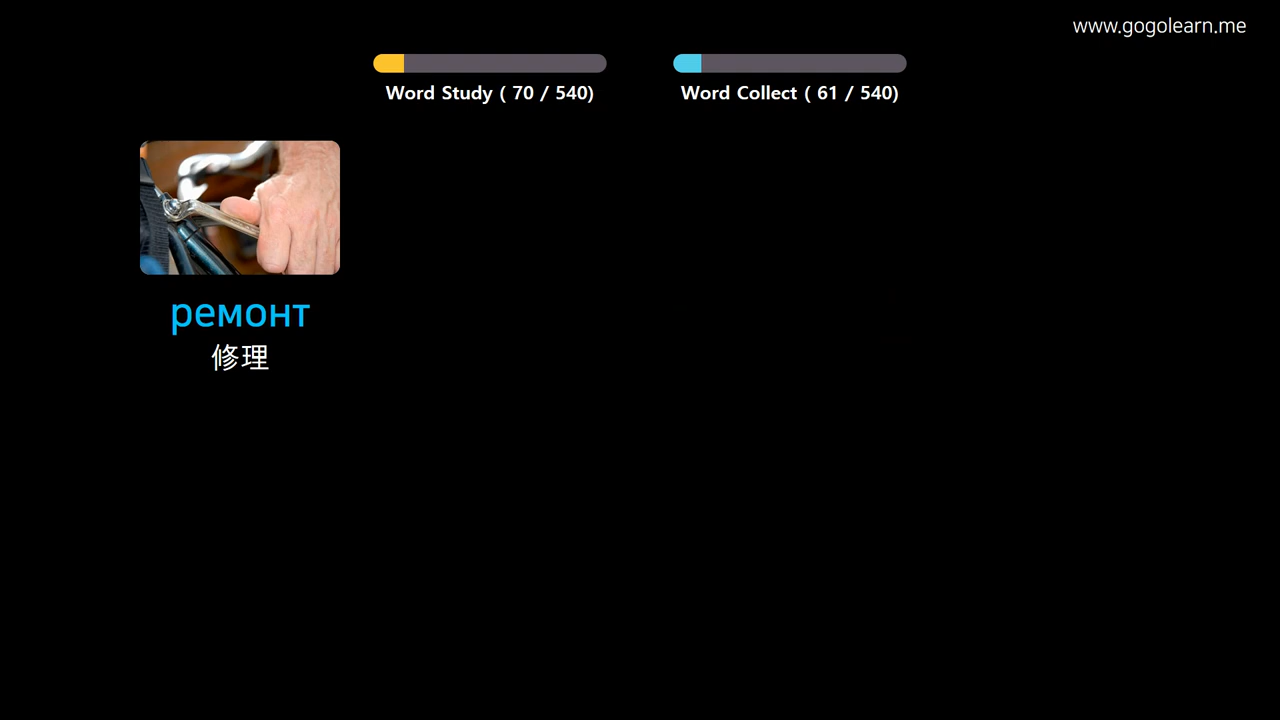 www.gogolearn.me
Word Study ( 70 / 540)
Word Collect ( 61 / 540)
ремонт
修理